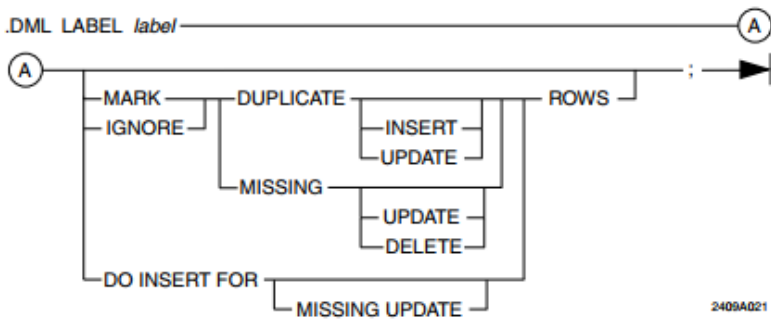 .DML LABEL label A
A ;
MARK DUPLICATE ROWS
IGNORE INSERT
UPDATE
MISSING
UPDATE
DELETE
DO INSERT FOR
MISSING UPDATE
2409A021